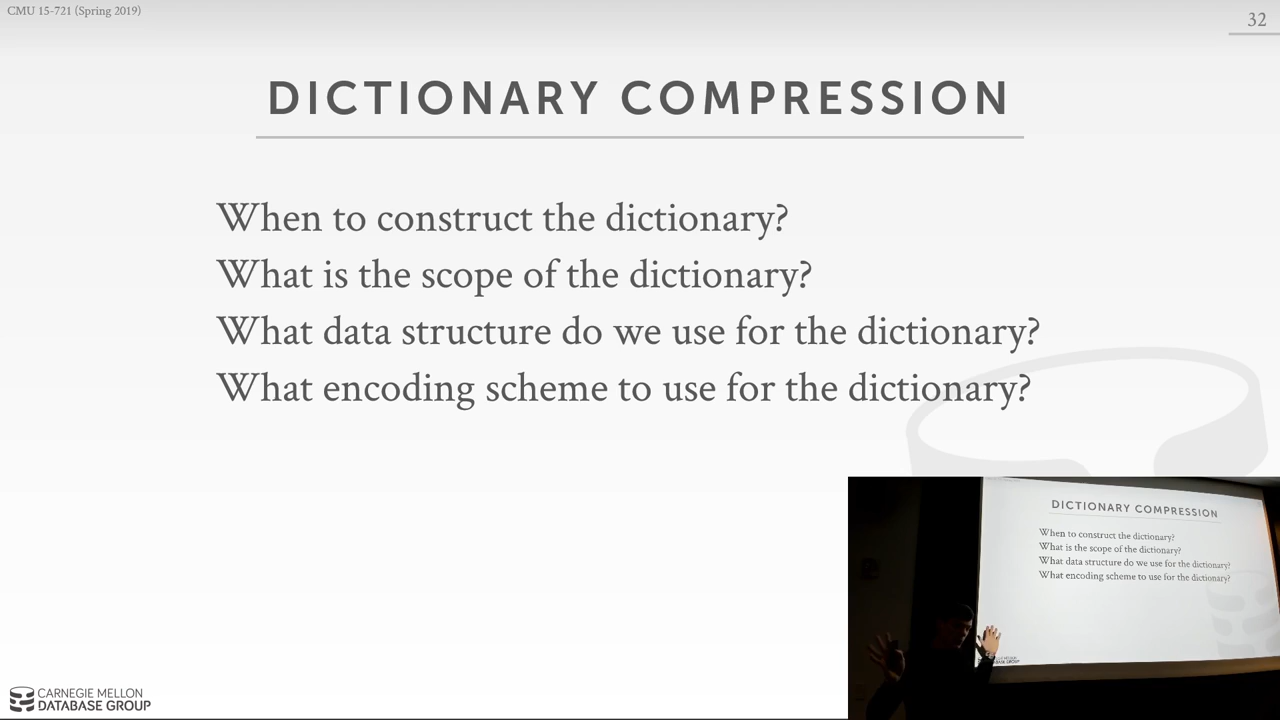 CMU 15-721 (Spring 2019)
32
DICTIONARY COMPRESSION
When to construct the dictionary?
What is the scope of the dictionary?
What data structure do we use for the dictionary?
What encoding scheme to use for the dictionary?
DICTIONARY COMPRESSION
When to construct the dictionary?
What is the scope of the dictionary?
What data structure do we use for the dictionary?
What encoding scheme to use for the dictionary?
CARNEGIE MELLON
DATABASE GROUP